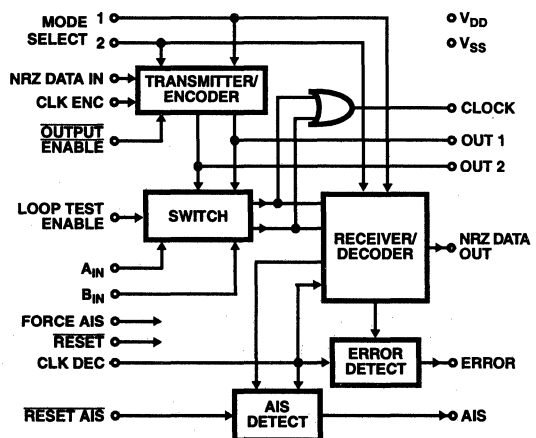 MODE 1
SELECT 2
V_DD
V_SS
NRZ DATA IN
TRANSMITTER/
ENCODER
CLK ENC
CLOCK
OUTPUT
ENABLE
OUT 1
OUT 2
LOOP TEST
ENABLE
SWITCH
RECEIVER/
DECODER
NRZ DATA
OUT
A_IN
B_IN
FORCE AIS
RESET
CLK DEC
ERROR
DETECT
ERROR
RESET AIS
AIS
DETECT
AIS